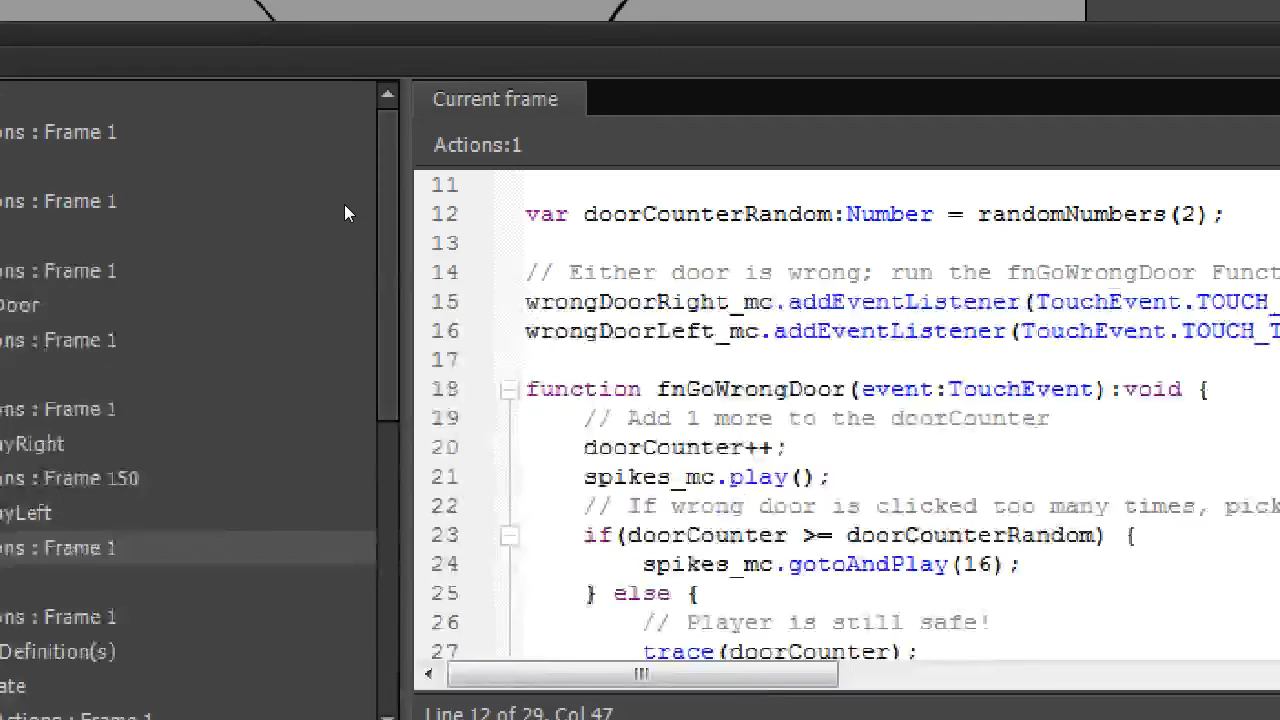 ons : Frame 1
ons : Frame 1
ons : Frame 1
Door
ons : Frame 1
ons : Frame 1
ayRight
ons : Frame 150
ayLeft
ons : Frame 1
ons : Frame 1
Definition(s)
ate
Actions : Frame 1
Current frame
Actions:1
11
12 var doorCounterRandom:Number = randomNumbers(2);
13
14 // Either door is wrong; run the fnGoWrongDoor Funct
15 wrongDoorRight_mc.addEventListener(TouchEvent.TOUCH_
16 wrongDoorLeft_mc.addEventListener(TouchEvent.TOUCH_T
17
18 function fnGoWrongDoor(event:TouchEvent):void {
19 // Add 1 more to the doorCounter
20 doorCounter++;
21 spikes_mc.play();
22 // If wrong door is clicked too many times, pick
23 if(doorCounter >= doorCounterRandom) {
24 spikes_mc.gotoAndPlay(16);
25 } else {
26 // Player is still safe!
27 trace(doorCounter);
Line 12 of 29, Col 47